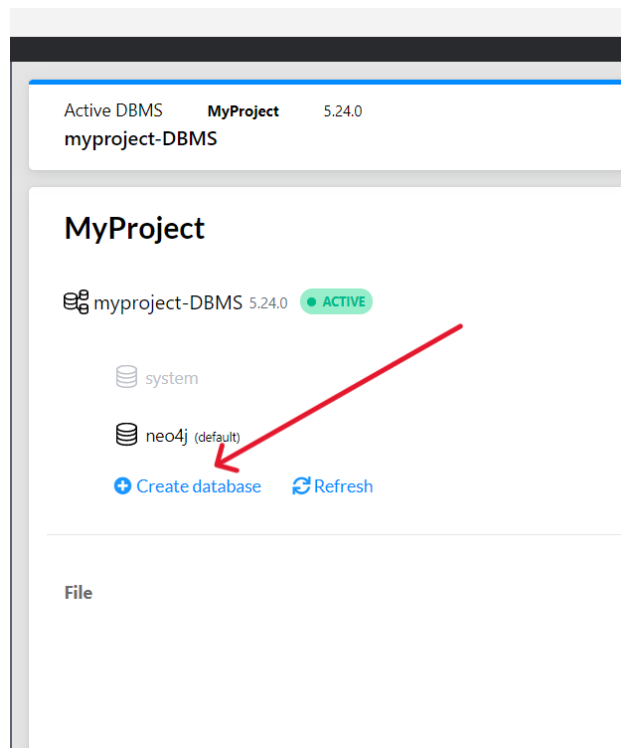 Active DBMS MyProject 5.24.0
myproject-DBMS
MyProject
myproject-DBMS 5.24.0 ACTIVE
system
neo4j (default)
Create database Refresh
File